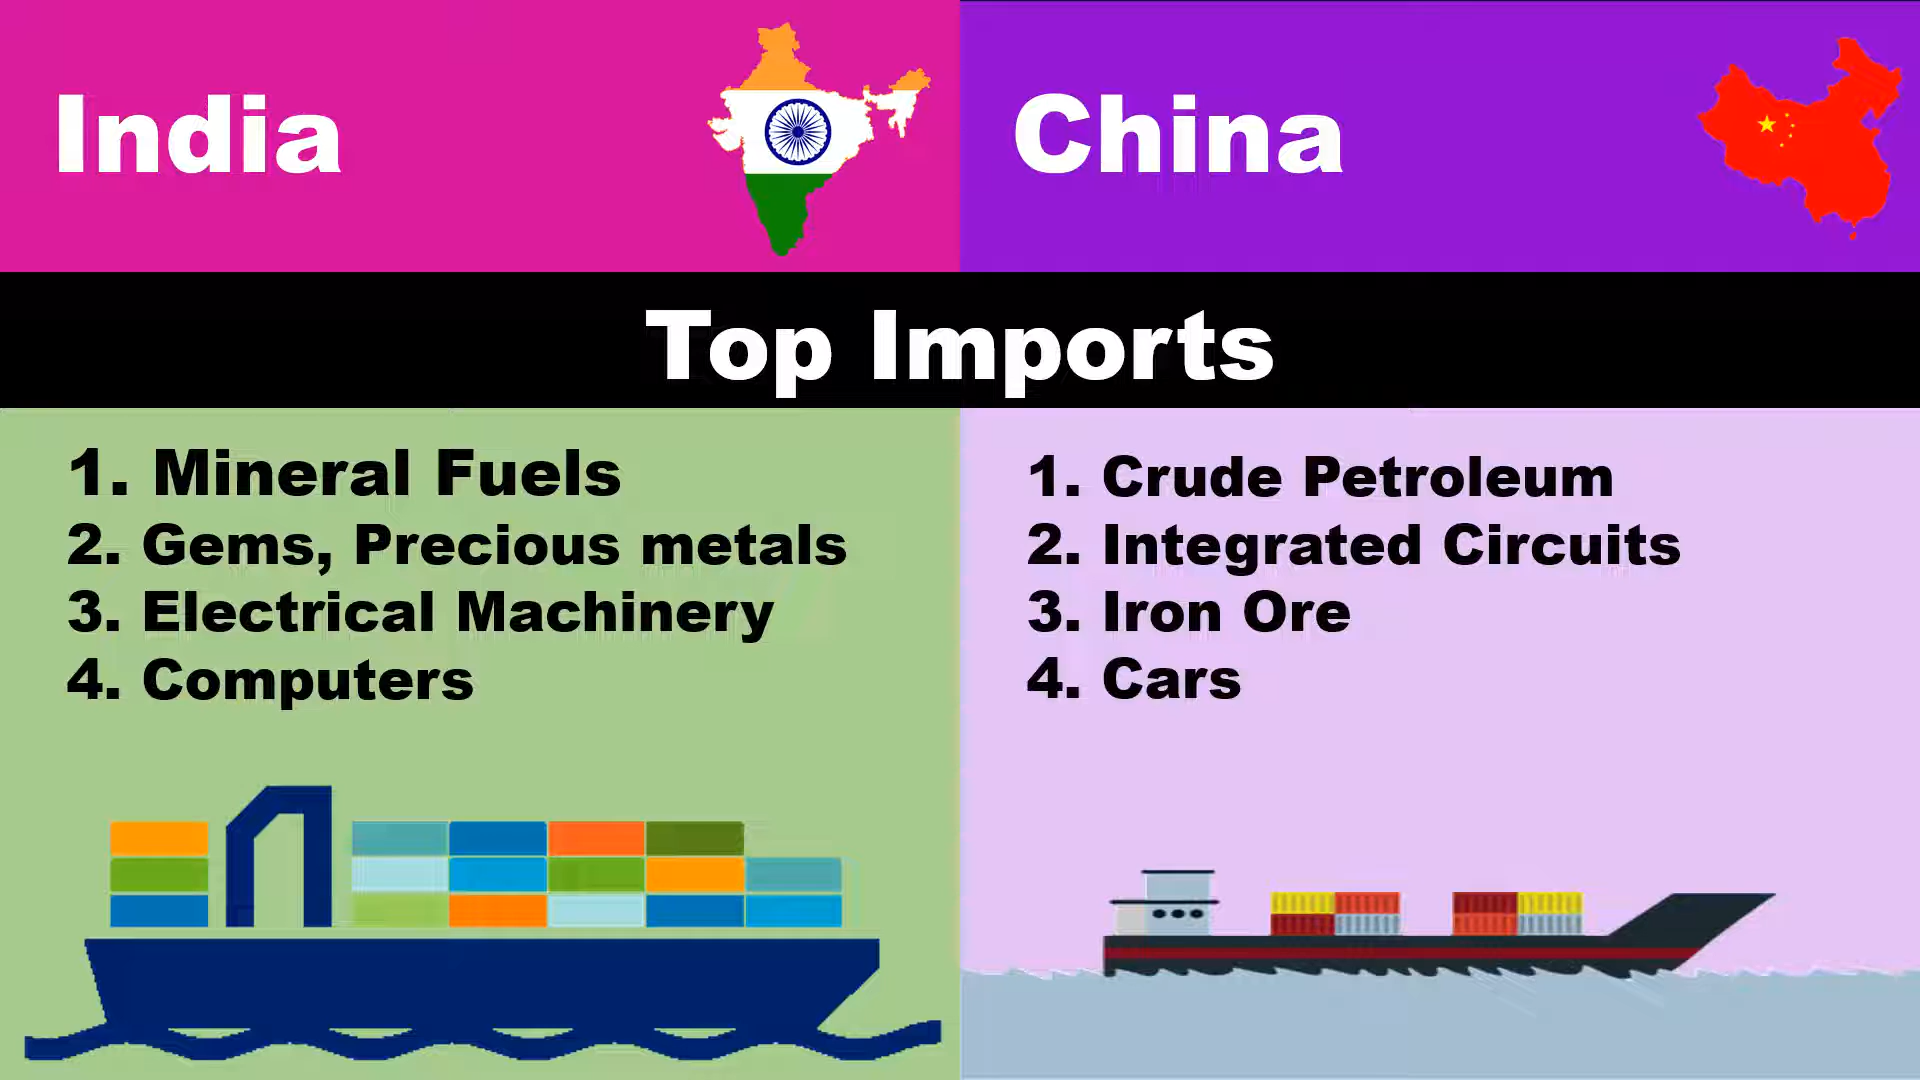 India
China
Top Imports
1. Mineral Fuels
2. Gems, Precious metals
3. Electrical Machinery
4. Computers
1. Crude Petroleum
2. Integrated Circuits
3. Iron Ore
4. Cars